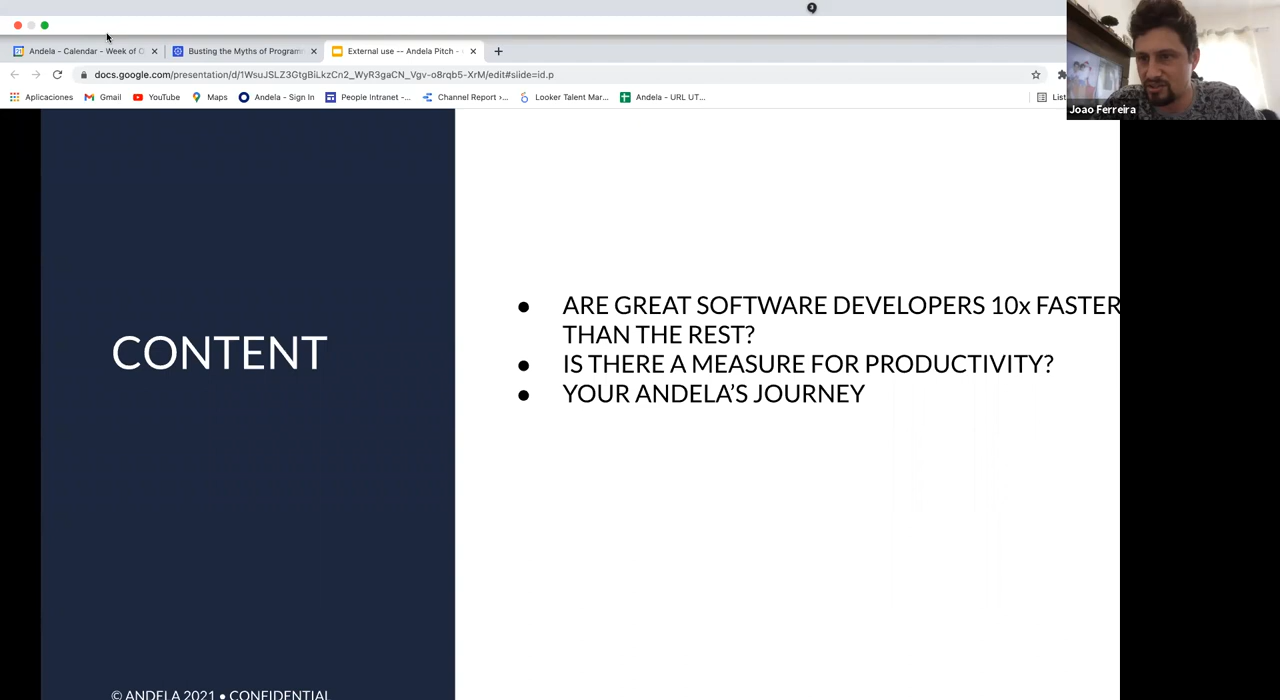 3
Andela - Calendar - Week of O
Busting the Myths of Program
External use -- Andela Pitch -
docs.google.com/presentation/d/1WsuJSLZ3GtgBiLkzCn2_WyR3gaCN_Vgv-o8rqb5-XrM/edit#slide=id.p
Aplicaciones Gmail YouTube Maps Andela - Sign In People Intranet -... Channel Report ›... Looker Talent Mar... Andela - URL UT... List
Joao Ferreira
CONTENT
● ARE GREAT SOFTWARE DEVELOPERS 10x FASTER
THAN THE REST?
● IS THERE A MEASURE FOR PRODUCTIVITY?
● YOUR ANDELA’S JOURNEY
© ANDELA 2021 ● CONFIDENTIAL